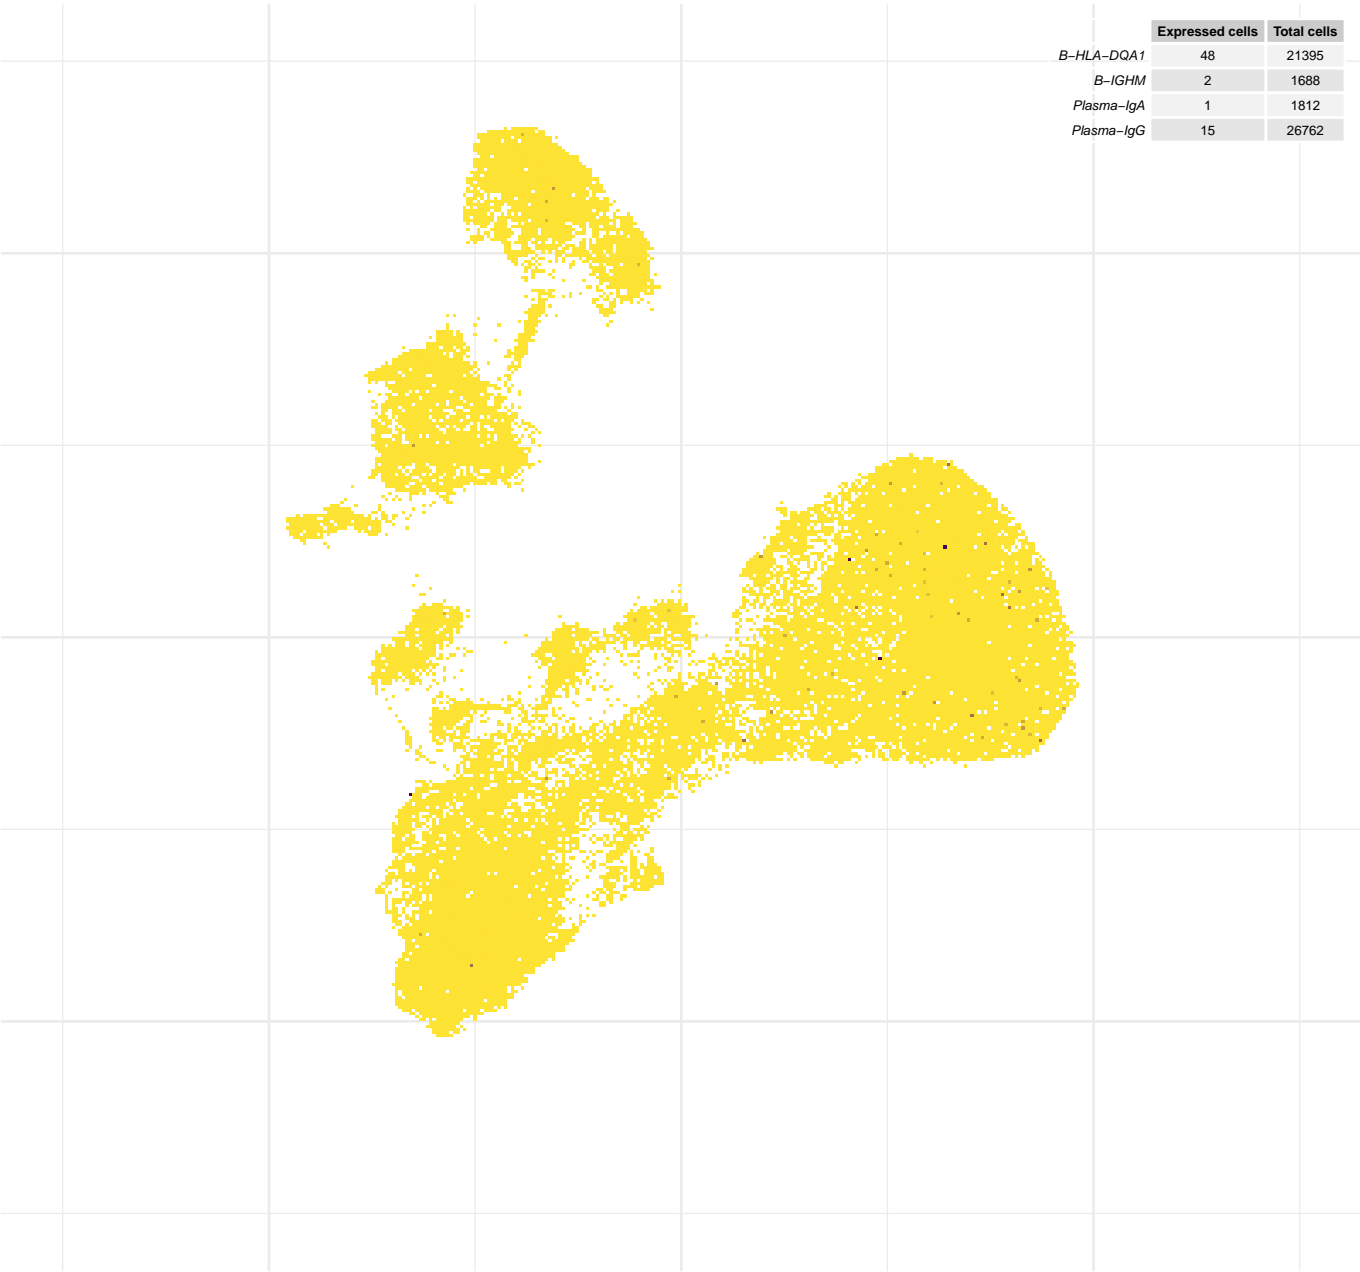 Expressed cells Total cells
B-HLA-DQA1 48 21395
B-IGHM 2 1688
Plasma-IgA 1 1812
Plasma-IgG 15 26762